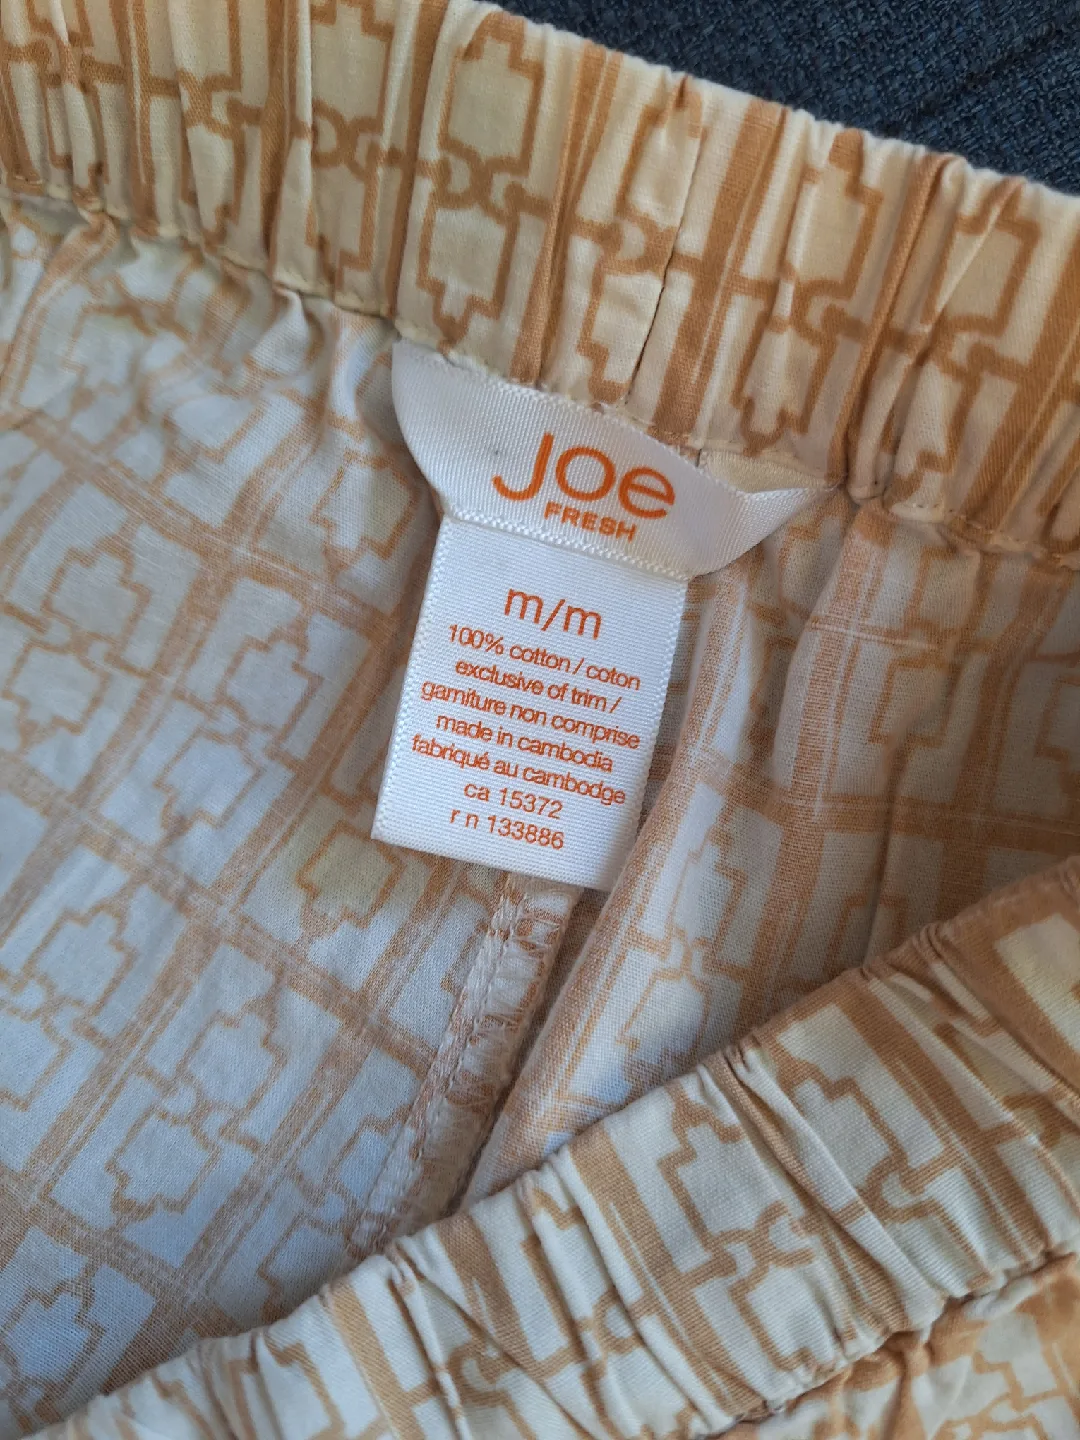 Joe
FRESH
m/m
100% cotton / coton
exclusive of trim /
garniture non comprise
made in cambodia
fabriqué au cambodge
ca 15372
r n 133886